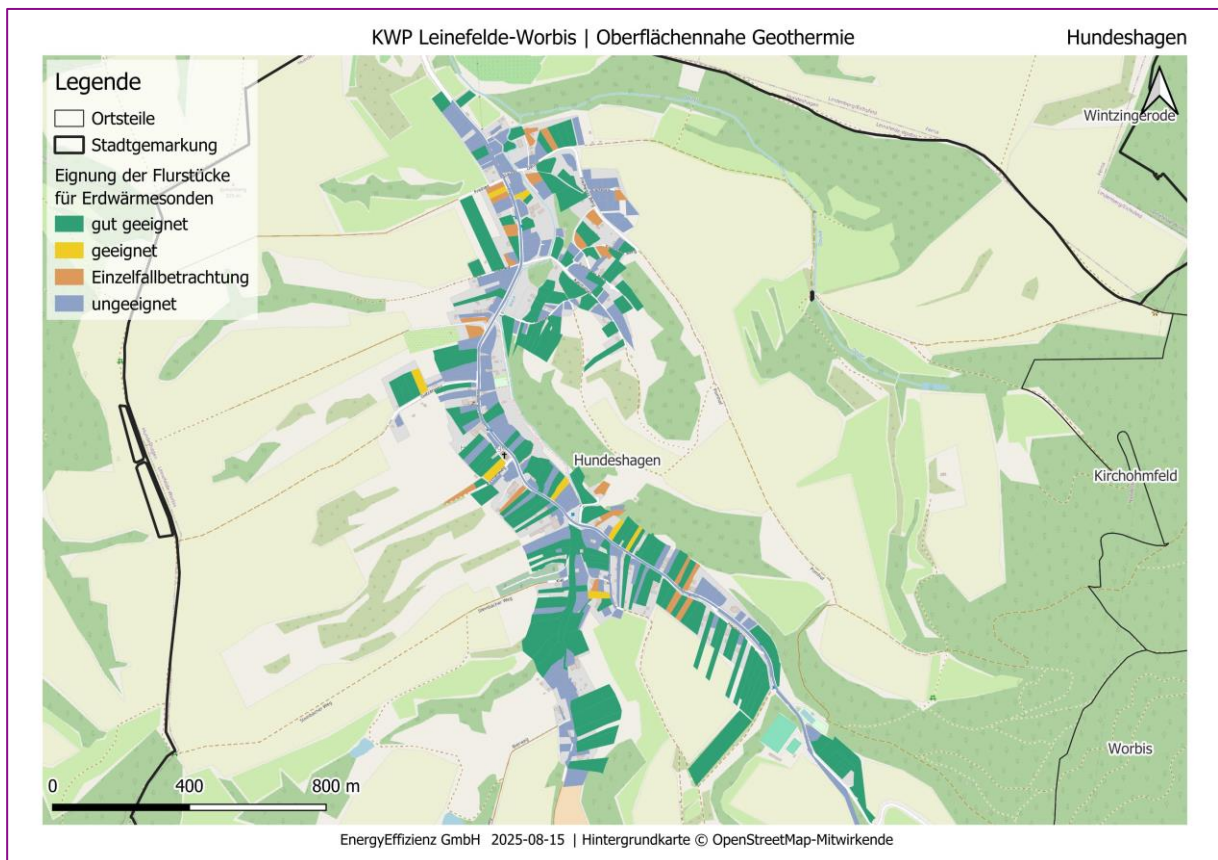 KWP Leinefelde-Worbis | Oberflächennahe Geothermie
Hundeshagen
Legende
Ortsteile
Stadtgemarkung
Eignung der Flurstücke
für Erdwärmesonden
gut geeignet
geeignet
Einzelfallbetrachtung
ungeeignet
Wintzingerode
Hundeshagen
Kirchohmfeld
Worbis
0 400 800 m
EnergyEffizienz GmbH 2025-08-15 | Hintergrundkarte © OpenStreetMap-Mitwirkende